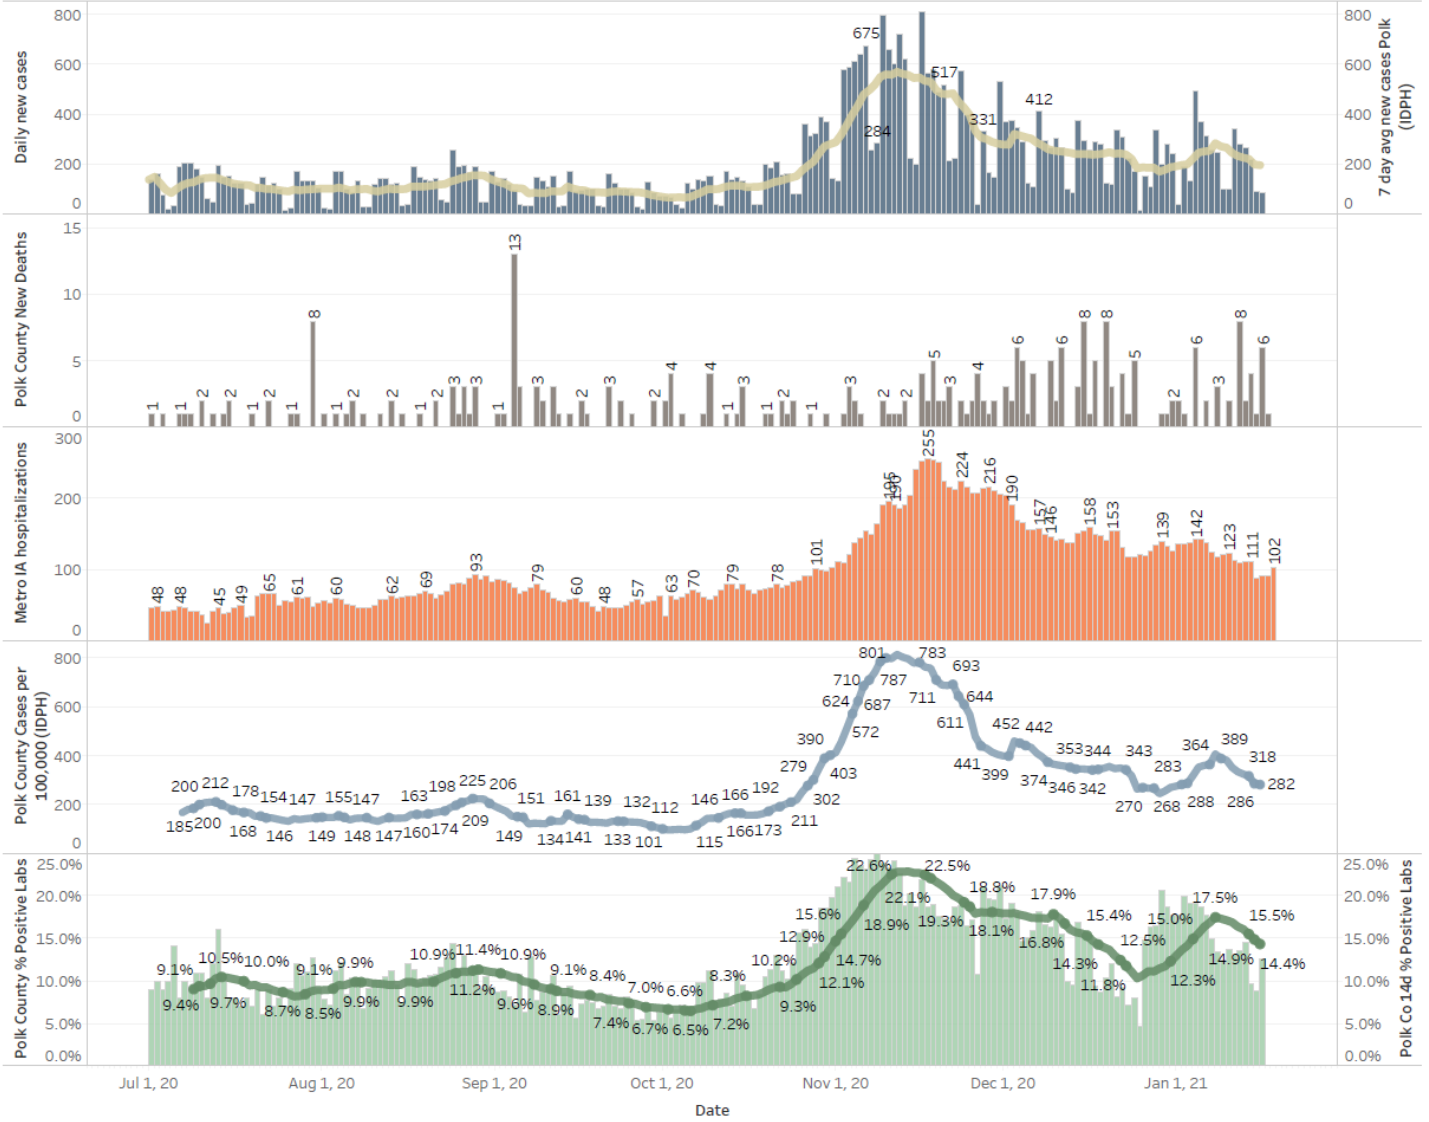 Daily new cases
800
600
400
200
0
675
284
517
331
412
800
600
400
200
0
7 day avg new cases Polk
(IDPH)
Polk County New Deaths
15
10
5
0
1 1 2 2 1 2 1 8 1 2 2 1 2 3 3 1 13 3 2 3 2 4 4 1 3 1 2 1 3 2 2 5 3 4 6 6 8 8 5 2 6 3 8 6
Metro IA hospitalizations
300
200
100
0
48 48 45 49 65 61 60 62 69 93 79 60 48 57 63 70 79 78 101 195 190 255 224 216 190 157 146 158 153 139 142 123 111 102
Polk County Cases per
100,000 (IDPH)
800
600
400
200
0
801 783 693
710 787 711 644
624 687 611
572
390 452 442
279 403 441 399 374 353 344 343 364 389 318
302 346 342 283 282
200 212 178 154 147 155 147 163 198 225 206 151 161 139 132 112 146 166 192 211 270 268 288 286
185 200 168 146 149 148 147 160 174 209 149 134 141 133 101 115 166 173
Polk County % Positive Labs
25.0%
20.0%
15.0%
10.0%
5.0%
0.0%
22.6% 22.5%
22.1% 18.8% 17.9% 17.5%
15.6% 18.9% 19.3% 18.1% 15.4% 15.0% 15.5%
12.9% 14.7% 16.8% 12.5% 14.9% 14.4%
9.1% 10.5% 10.0% 9.1% 9.9% 10.9% 11.4% 10.9% 9.1% 8.4% 7.0% 6.6% 8.3% 10.2% 12.1% 14.3% 11.8% 12.3%
9.4% 9.7% 8.7% 8.5% 9.9% 9.9% 11.2% 9.6% 8.9% 7.4% 6.7% 6.5% 7.2% 9.3%
25.0%
20.0%
15.0%
10.0%
5.0%
0.0%
Polk Co 14d % Positive Labs
Jul 1, 20 Aug 1, 20 Sep 1, 20 Oct 1, 20 Nov 1, 20 Dec 1, 20 Jan 1, 21
Date